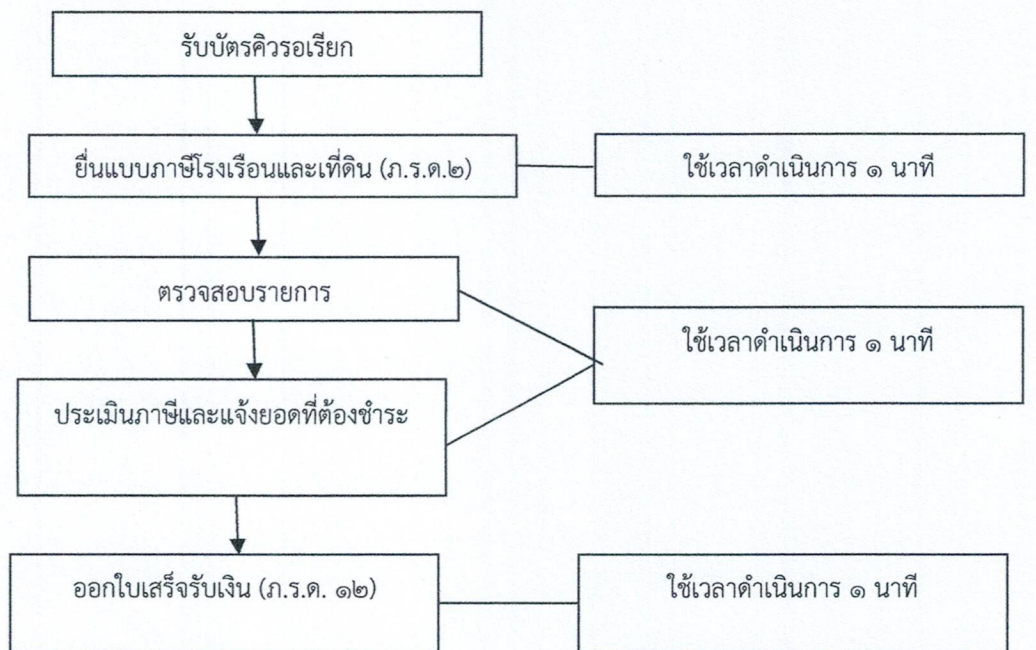 รับบัตรคิวรอเรียก
ยื่นแบบภาษีโรงเรือนและเที่ดิน (ภ.ร.ด.๒)
ใช้เวลาดำเนินการ ๑ นาที
ตรวจสอบรายการ
ใช้เวลาดำเนินการ ๑ นาที
ประเมินภาษีและแจ้งยอดที่ต้องชำระ
ออกใบเสร็จรับเงิน (ภ.ร.ด. ๑๒)
ใช้เวลาดำเนินการ ๑ นาที